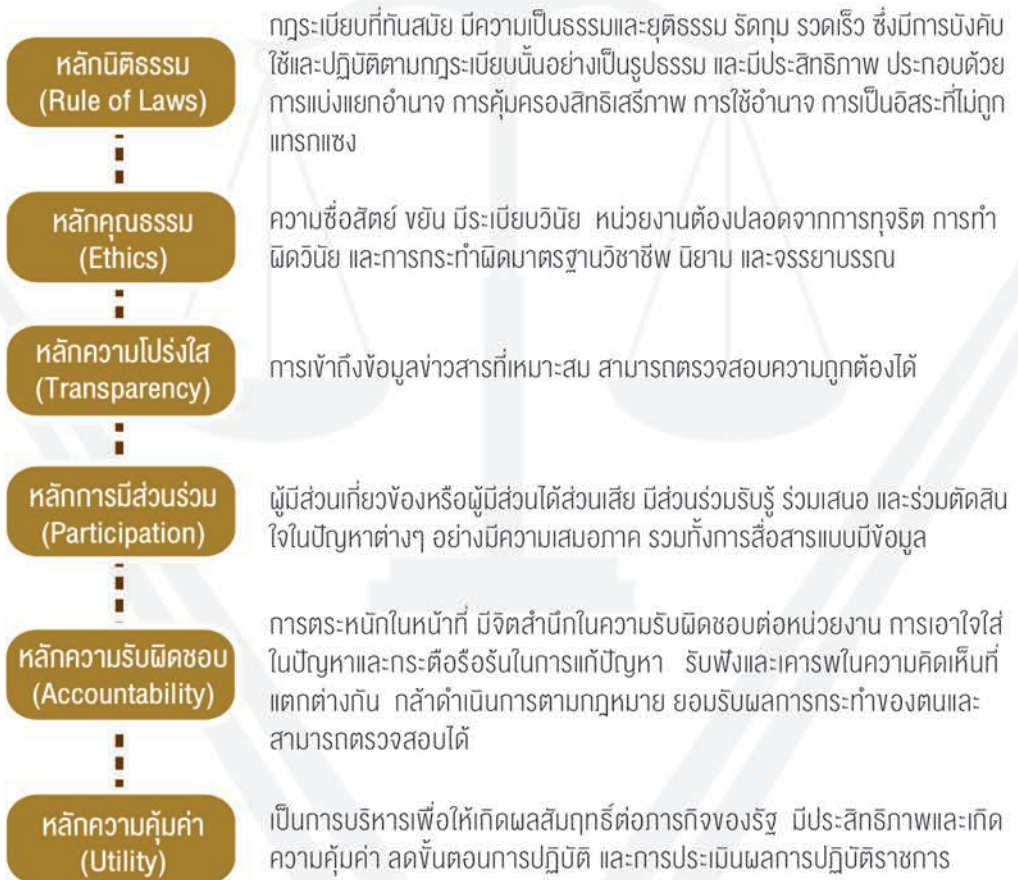 หลักนิติธรรม
(Rule of Laws)
กฎระเบียบที่ทันสมัย มีความเป็นธรรมและยุติธรรม รัดกุม รวดเร็ว ซึ่งมีการบังคับ
ใช้และปฏิบัติตามกฎระเบียบนั้นอย่างเป็นรูปธรรม และมีประสิทธิภาพ ประกอบด้วย
การแบ่งแยกอำนาจ การคุ้มครองสิทธิเสรีภาพ การใช้อำนาจ การเป็นอิสระที่ไม่ถูก
แทรกแซง
หลักคุณธรรม
(Ethics)
ความซื่อสัตย์ ขยัน มีระเบียบวินัย หน่วยงานต้องปลอดจากการทุจริต การทำ
ผิดวินัย และการกระทำผิดมาตรฐานวิชาชีพ นิยาม และจรรยาบรรณ
หลักความโปร่งใส
(Transparency)
การเข้าถึงข้อมูลข่าวสารที่เหมาะสม สามารถตรวจสอบความถูกต้องได้
หลักการมีส่วนร่วม
(Participation)
ผู้มีส่วนเกี่ยวข้องหรือผู้มีส่วนได้ส่วนเสีย มีส่วนร่วมรับรู้ ร่วมเสนอ และร่วมตัดสิน
ใจในปัญหาต่างๆ อย่างมีความเสมอภาค รวมทั้งการสื่อสารแบบมีข้อมูล
หลักความรับผิดชอบ
(Accountability)
การตระหนักในหน้าที่ มีจิตสำนึกในความรับผิดชอบต่อหน่วยงาน การเอาใจใส่
ในปัญหาและกระตือรือร้นในการแก้ปัญหา รับฟังและเคารพในความคิดเห็นที่
แตกต่างกัน กล้าดำเนินการตามกฎหมาย ยอมรับผลการกระทำของตนและ
สามารถตรวจสอบได้
หลักความคุ้มค่า
(Utility)
เป็นการบริหารเพื่อให้เกิดผลสัมฤทธิ์ต่อภารกิจของรัฐ มีประสิทธิภาพและเกิด
ความคุ้มค่า ลดขั้นตอนการปฏิบัติ และการประเมินผลการปฏิบัติราชการ